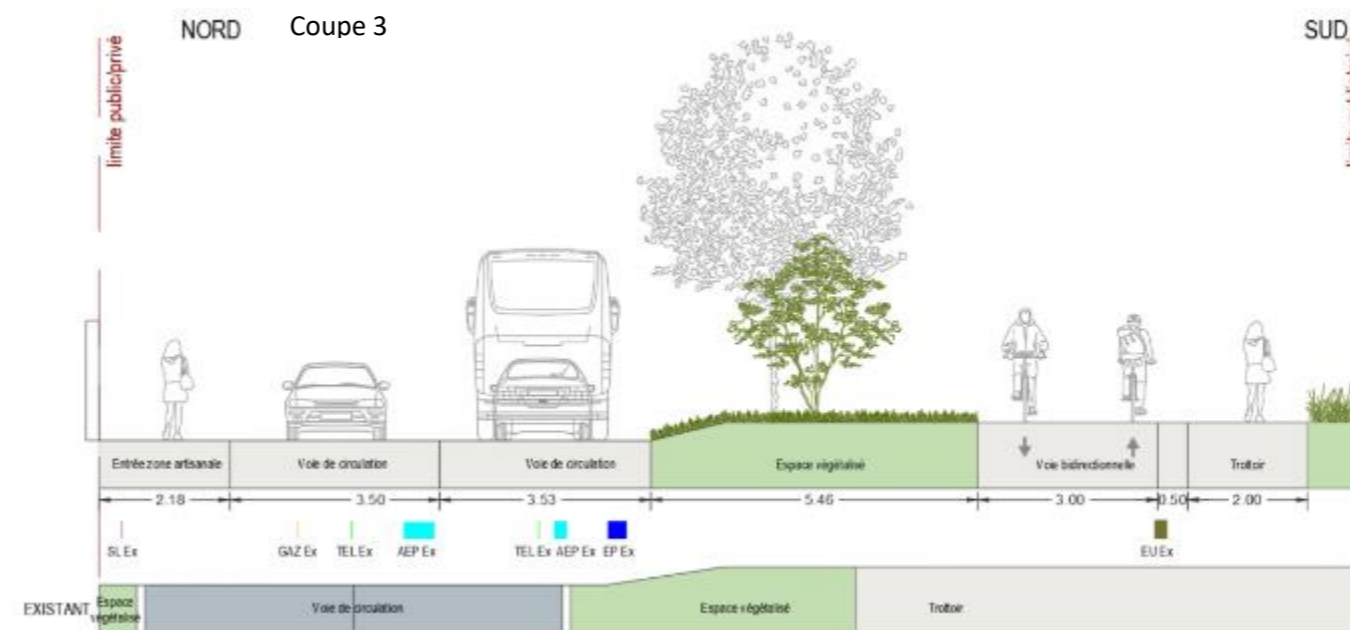 NORD
Coupe 3
SUD
limite public/privé
Entrée zone artisanale
Voie de circulation
Voie de circulation
Espace végétalisé
Voie bidirectionnelle
Trottoir
2.18
3.50
3.53
5.46
3.00
0.50
2.00
SL Ex
GAZ Ex
TEL Ex
AEP Ex
TEL Ex
AEP Ex
EP Ex
EU Ex
EXISTANT
Espace
végétalisé
Voie de circulation
Espace végétalisé
Trottoir